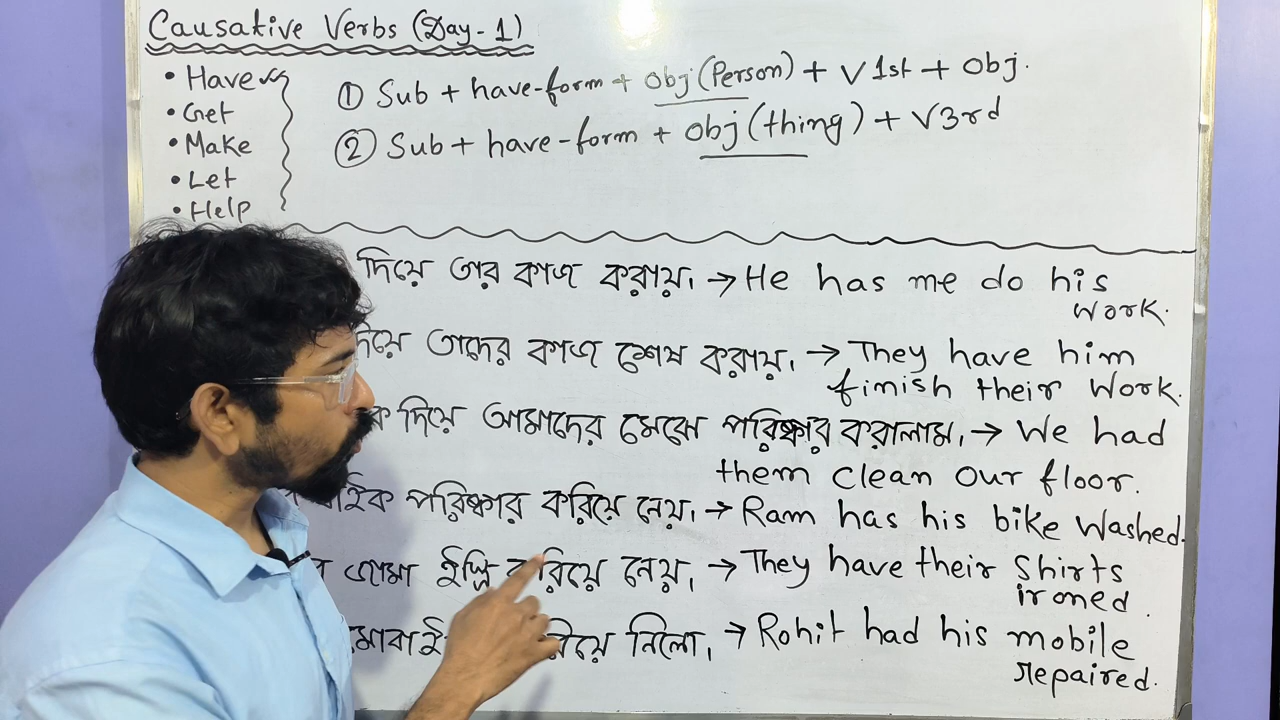 Causative Verbs (Day-1)
• Have
• Get
• Make
• Let
• Help
① Sub + have-form + obj(Person) + V1st + obj.
② Sub + have-form + obj(thing) + V3rd
দিয়ে তার কাজ করায়। → He has me do his
work.
দিয়ে তাদের কাজ শেষ করায়। → They have him
finish their work.
ক দিয়ে আমাদের মেঝে পরিষ্কার করালাম। → We had
them clean our floor.
পরিষ্কার করিয়ে নেয়। → Ram has his bike washed.
জামা ইস্ত্রি করিয়ে নেয়। → They have their shirts
ironed.
নিলো। → Rohit had his mobile
repaired.